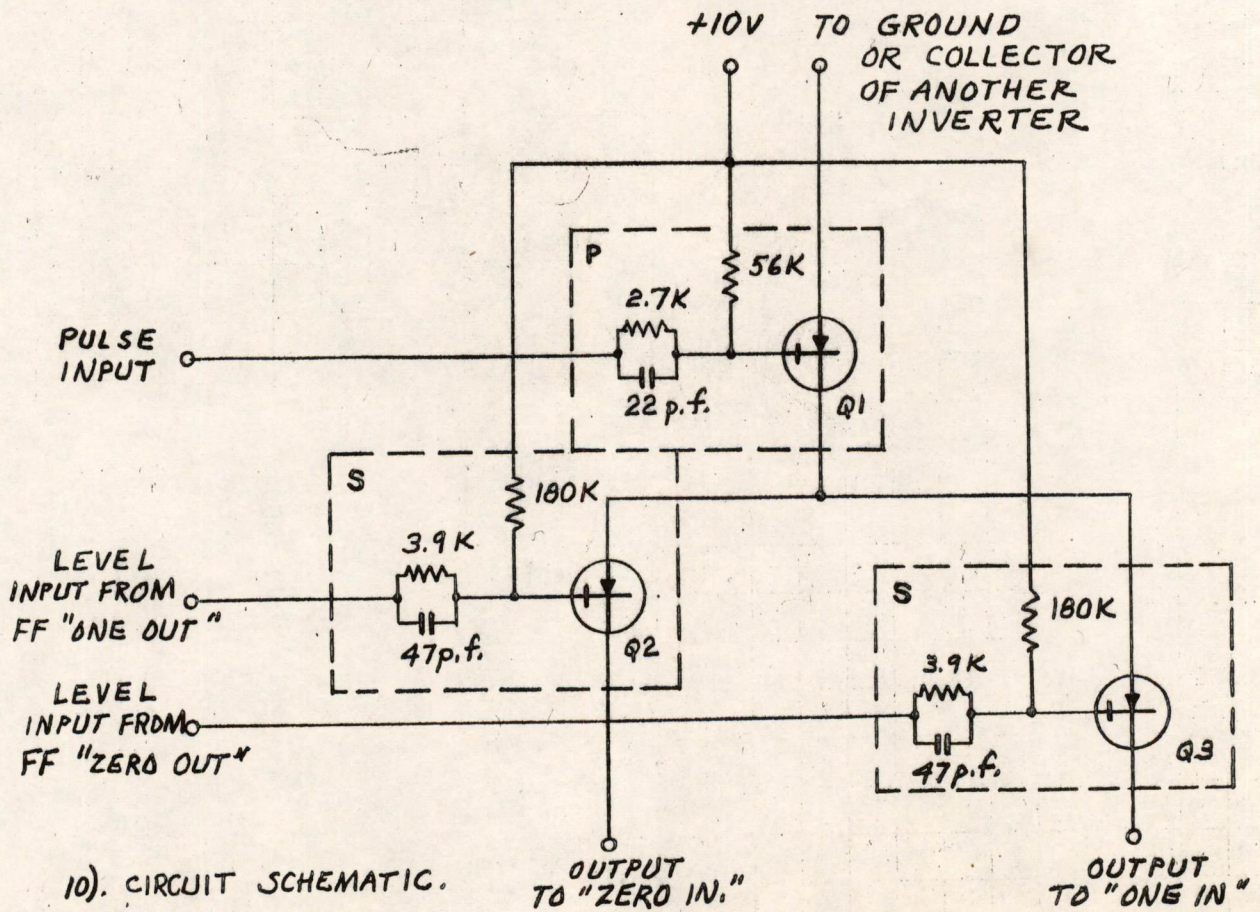 +10V
TO GROUND
OR COLLECTOR
OF ANOTHER
INVERTER
P
56K
2.7K
PULSE
INPUT
22 p.f.
Q1
S
180K
3.9K
LEVEL
INPUT FROM
FF "ONE OUT"
47p.f.
Q2
S
180K
3.9K
LEVEL
INPUT FROM
FF "ZERO OUT"
47p.f.
Q3
10). CIRCUIT SCHEMATIC.
OUTPUT
TO "ZERO IN."
OUTPUT
TO "ONE IN"